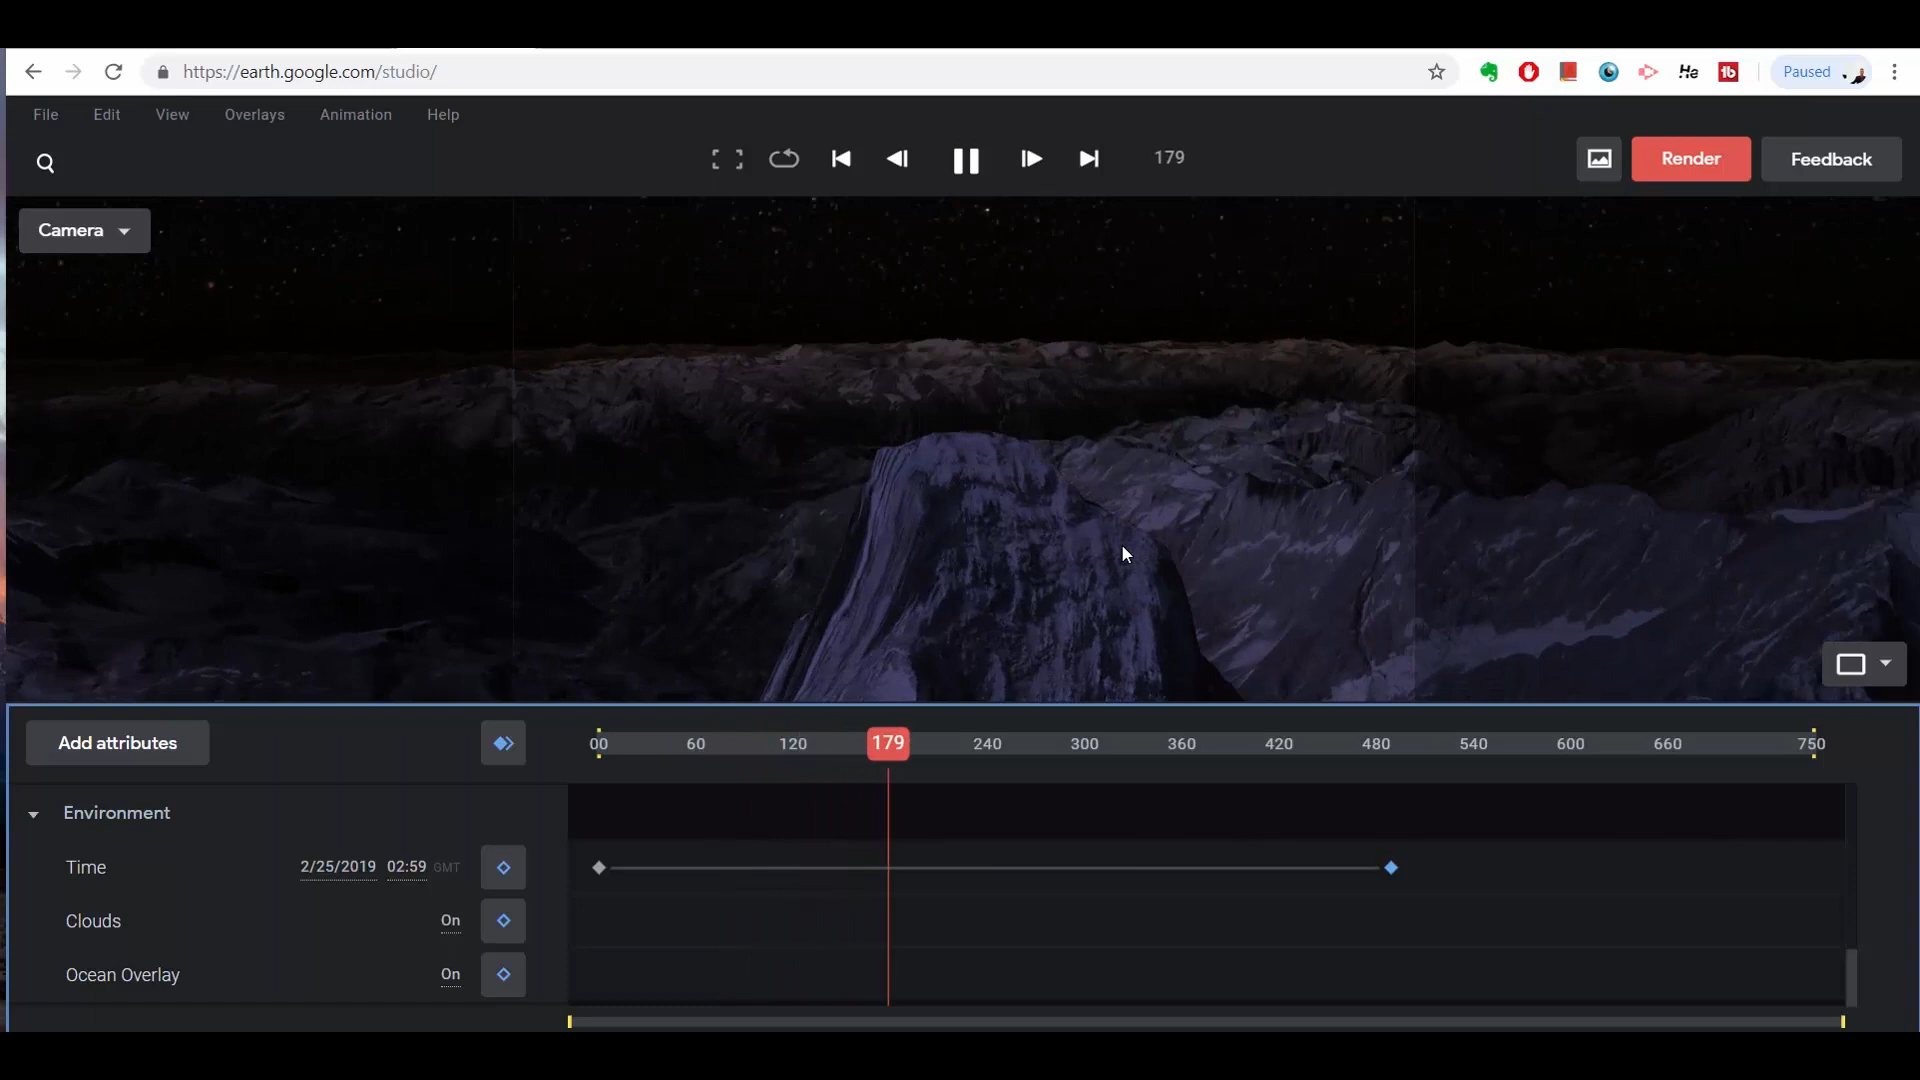 https://earth.google.com/studio/
Ha
tb
Paused
File Edit View Overlays Animation Help
179
Render
Feedback
Camera
Add attributes
00 60 120 179 240 300 360 420 480 540 600 660 750
Environment
Time 2/25/2019 02:59 GMT
Clouds On
Ocean Overlay On